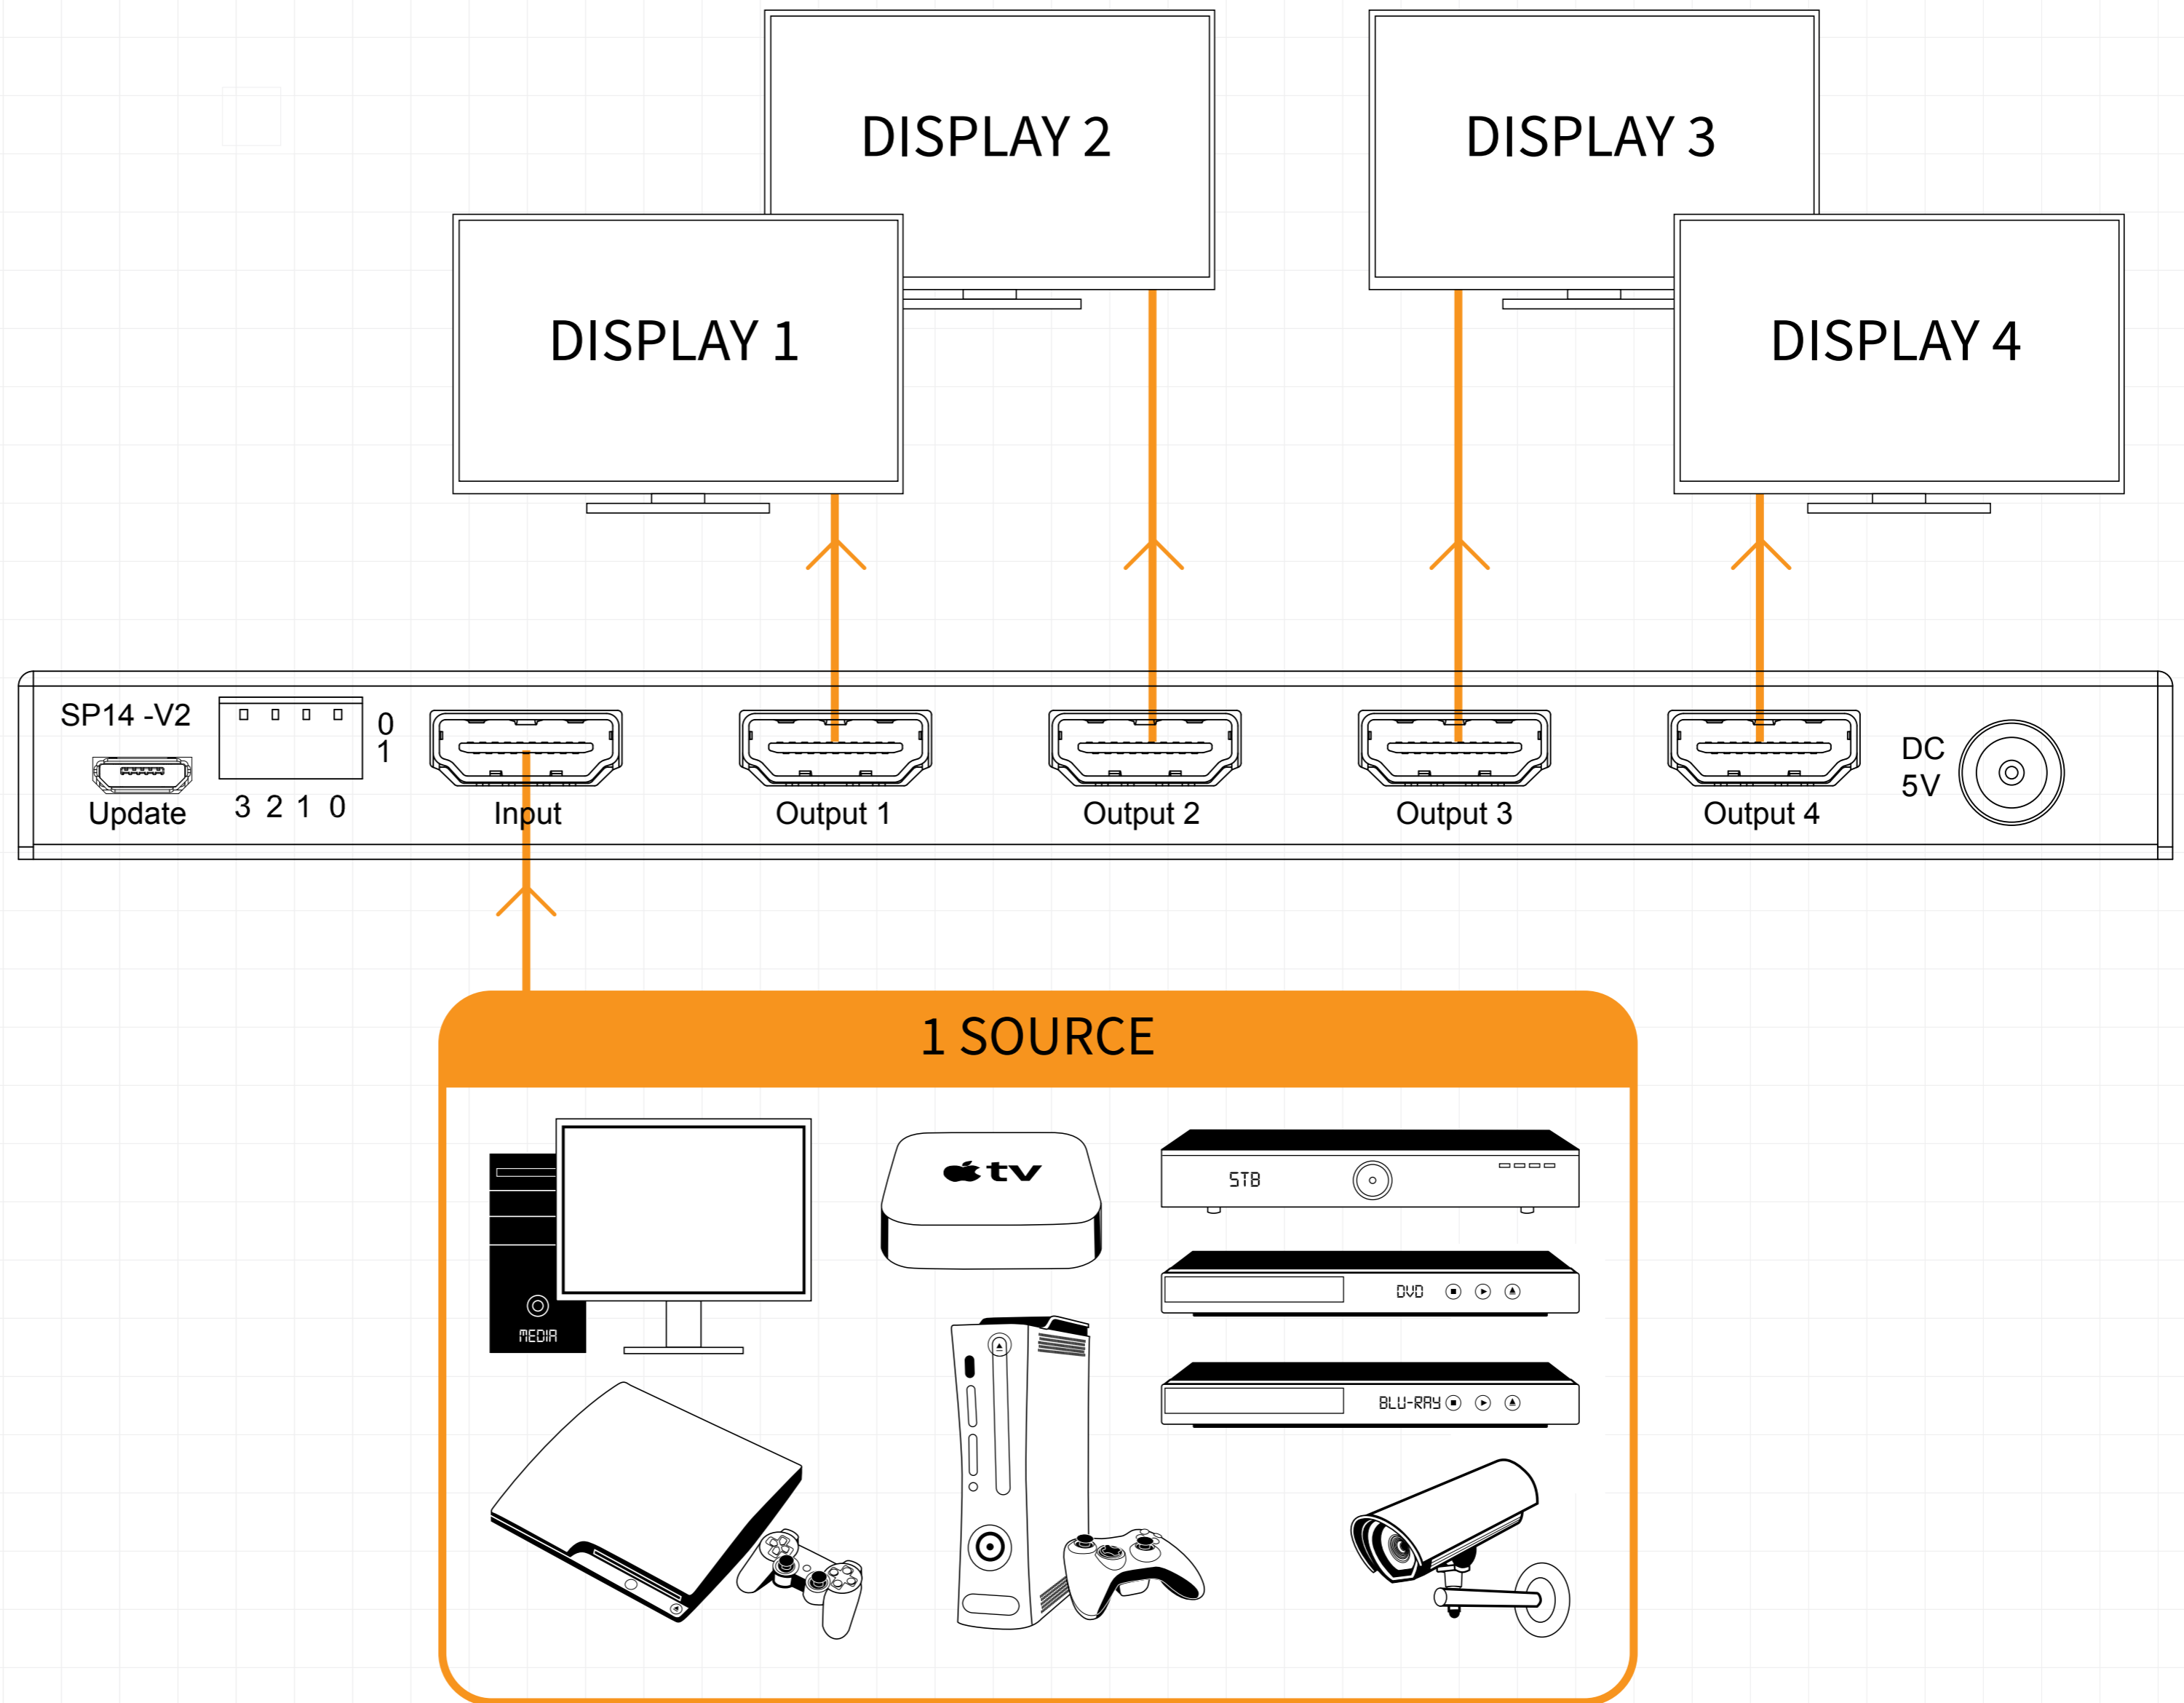 DISPLAY 2
DISPLAY 3
DISPLAY 1
DISPLAY 4
SP14 -V2
0
1
Update
3 2 1 0
Input
Output 1
Output 2
Output 3
Output 4
DC
5V
1 SOURCE
tv
STB
DVD
MEDIA
BLU-RAY